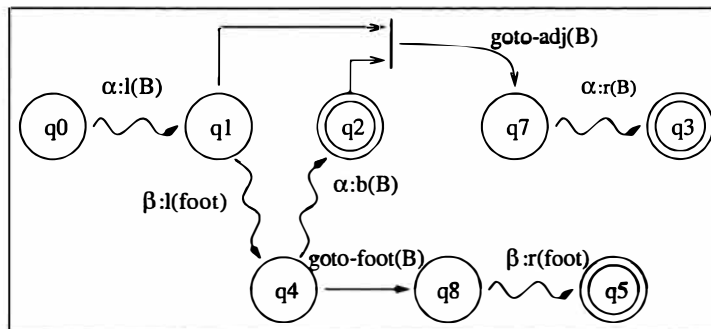 goto-adj(B)
α:l(B)
α:r(B)
q0
q1
q2
q7
q3
β:l(foot)
α:b(B)
goto-foot(B)
β:r(foot)
q4
q8
q5